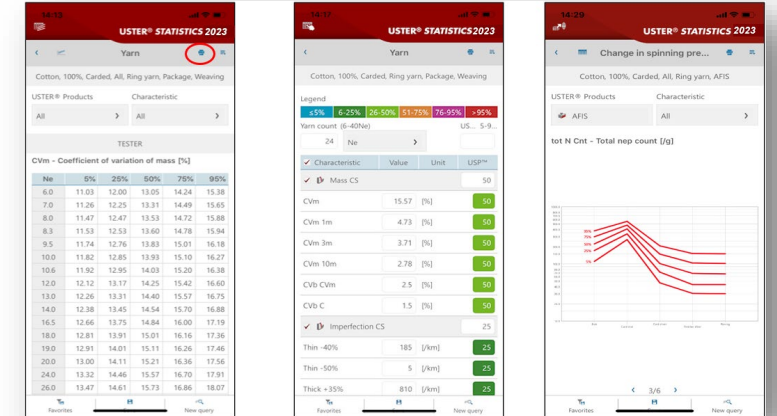 14:13
USTER® STATISTICS 2023
Yarn
Cotton, 100%, Carded, All, Ring yarn, Package, Weaving
USTER® Products Characteristic
All All
TESTER
CVm - Coefficient of variation of mass [%]
Ne 5% 25% 50% 75% 95%
6.0 11.03 12.00 13.05 14.24 15.38
7.0 11.26 12.25 13.31 14.49 15.65
8.0 11.47 12.47 13.53 14.72 15.88
8.3 11.53 12.53 13.60 14.78 15.94
9.5 11.74 12.76 13.83 15.01 16.18
10.0 11.82 12.85 13.93 15.10 16.27
10.6 11.92 12.95 14.03 15.20 16.38
12.0 12.12 13.17 14.25 15.42 16.60
13.0 12.26 13.31 14.40 15.57 16.75
14.0 12.38 13.45 14.54 15.70 16.88
16.5 12.66 13.75 14.84 16.00 17.19
18.0 12.81 13.91 15.01 16.16 17.36
19.0 12.91 14.01 15.11 16.26 17.46
20.0 13.00 14.11 15.21 16.36 17.56
24.0 13.32 14.46 15.57 16.70 17.91
26.0 13.47 14.61 15.73 16.86 18.07
Favorites New query
14:17
USTER® STATISTICS 2023
Yarn
Cotton, 100%, Carded, Ring yarn, Package, Weaving
Legend
≤5% 6-25% 26-50% 51-75% 76-95% >95%
Yarn count (6-40Ne) US... 5-9...
24 Ne
Characteristic Value Unit USP™
Mass CS 50
CVm 15.57 [%] 50
CVm 1m 4.73 [%] 50
CVm 3m 3.71 [%] 50
CVm 10m 2.78 [%] 50
CVb CVm 2.5 [%] 50
CVb C 1.5 [%] 50
Imperfection CS 25
Thin -40% 185 [/km] 25
Thin -50% 5 [/km] 25
Thick +35% 810 [/km] 25
Favorites New query
14:29
USTER® STATISTICS 2023
Change in spinning pre...
Cotton, 100%, Carded, All, Ring yarn, AFIS
USTER® Products Characteristic
AFIS All
tot N Cnt - Total nep count [/g]
95%
75%
50%
25%
5%
3/6
Favorites New query